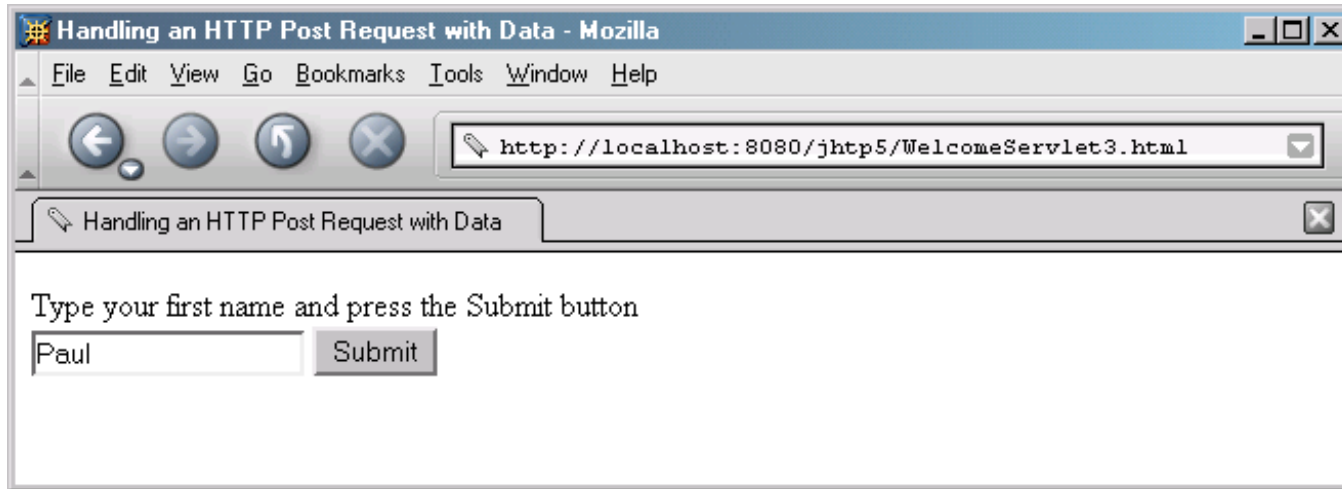 Handling an HTTP Post Request with Data - Mozilla
File Edit View Go Bookmarks Tools Window Help
http://localhost:8080/jhtp5/WelcomeServlet3.html
Handling an HTTP Post Request with Data
Type your first name and press the Submit button
Paul Submit